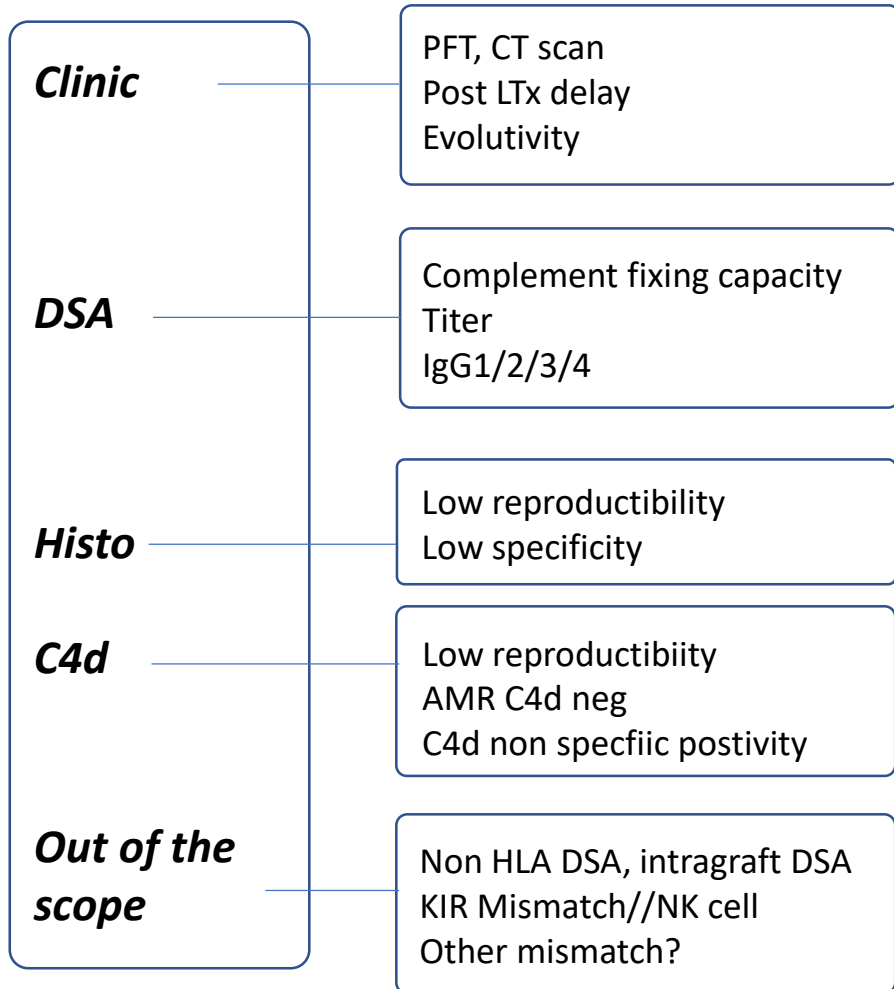 Clinic
PFT, CT scan
Post LTx delay
Evolutivity
DSA
Complement fixing capacity
Titer
IgG1/2/3/4
Histo
Low reproductibility
Low specificity
C4d
Low reproductibiity
AMR C4d neg
C4d non specfiic postivity
Out of the
scope
Non HLA DSA, intragraft DSA
KIR Mismatch//NK cell
Other mismatch?